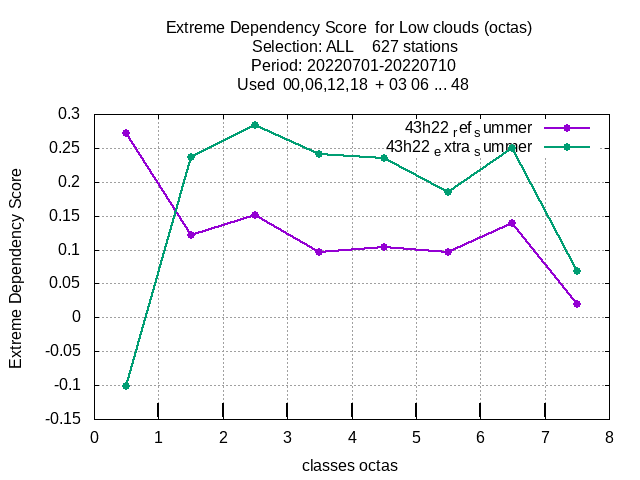 Extreme Dependency Score  for Low clouds (octas)
Selection: ALL    627 stations
Period: 20220701-20220710
Used  00,06,12,18  + 03 06 ... 48
43h22 ref summer
43h22 extra summer
0.3
0.25
0.2
0.15
0.1
0.05
0
-0.05
-0.1
-0.15
Extreme Dependency Score
0 1 2 3 4 5 6 7 8
classes octas